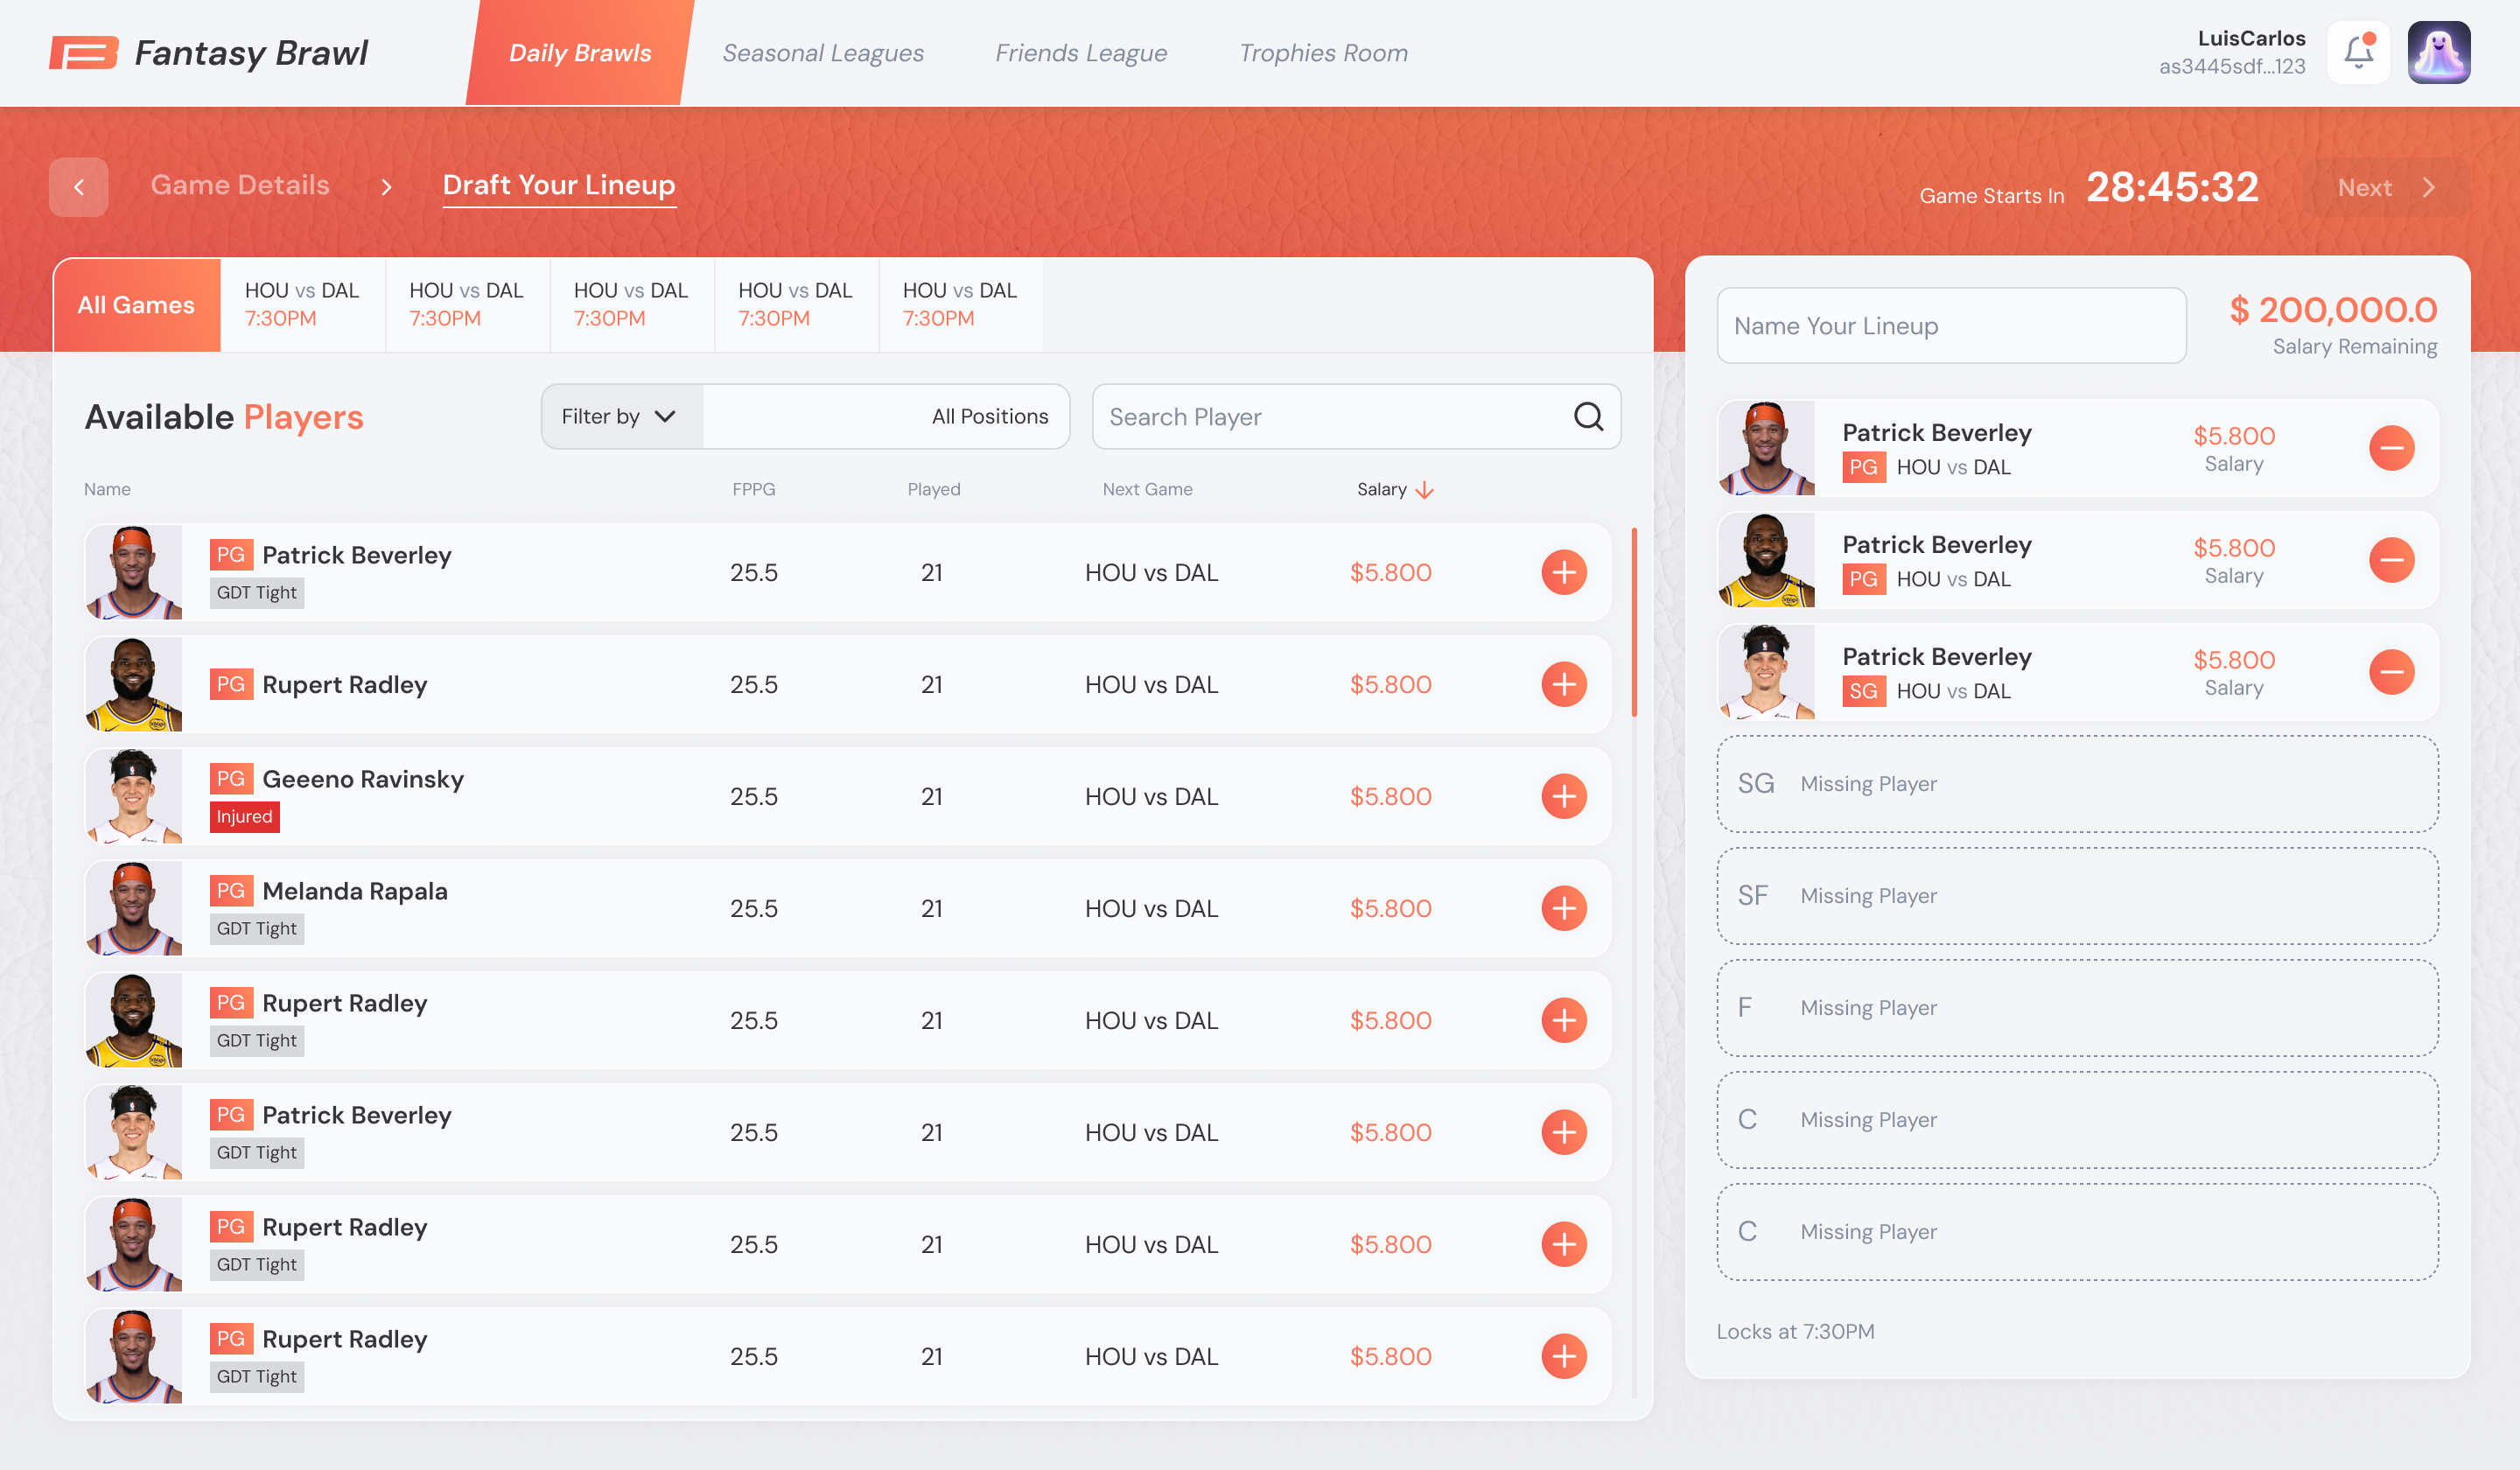 Fantasy Brawl
Daily Brawls
Seasonal Leagues
Friends League
Trophies Room
LuisCarlos
as3445sdf...123
Game Details
Draft Your Lineup
Game Starts In 28:45:32
Next
All Games
HOU vs DAL
7:30PM
HOU vs DAL
7:30PM
HOU vs DAL
7:30PM
HOU vs DAL
7:30PM
HOU vs DAL
7:30PM
Available Players
Filter by
All Positions
Search Player
Name FPPG Played Next Game Salary
PG Patrick Beverley
GDT Tight
25.5 21 HOU vs DAL $5.800
PG Rupert Radley
25.5 21 HOU vs DAL $5.800
PG Geeeno Ravinsky
Injured
25.5 21 HOU vs DAL $5.800
PG Melanda Rapala
GDT Tight
25.5 21 HOU vs DAL $5.800
PG Rupert Radley
GDT Tight
25.5 21 HOU vs DAL $5.800
PG Patrick Beverley
GDT Tight
25.5 21 HOU vs DAL $5.800
PG Rupert Radley
GDT Tight
25.5 21 HOU vs DAL $5.800
PG Rupert Radley
GDT Tight
25.5 21 HOU vs DAL $5.800
Name Your Lineup
$ 200,000.0
Salary Remaining
Patrick Beverley
PG HOU vs DAL
$5.800
Salary
Patrick Beverley
PG HOU vs DAL
$5.800
Salary
Patrick Beverley
SG HOU vs DAL
$5.800
Salary
SG Missing Player
SF Missing Player
F Missing Player
C Missing Player
C Missing Player
Locks at 7:30PM